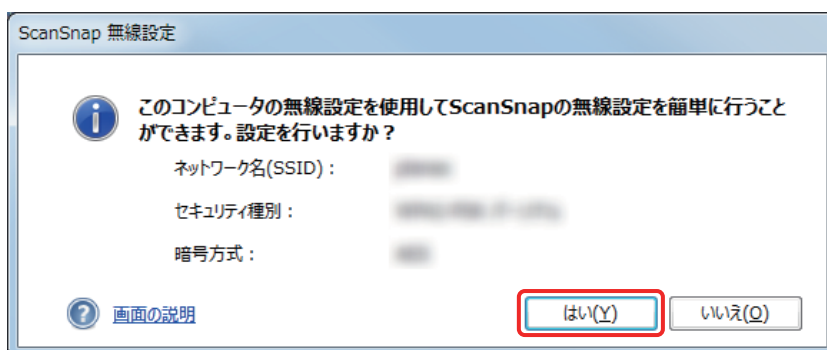 ScanSnap 無線設定
このコンピュータの無線設定を使用してScanSnapの無線設定を簡単に行うこと
ができます。設定を行いますか？
ネットワーク名(SSID)：
セキュリティ種別：
暗号方式：
画面の説明
はい(Y)
いいえ(O)